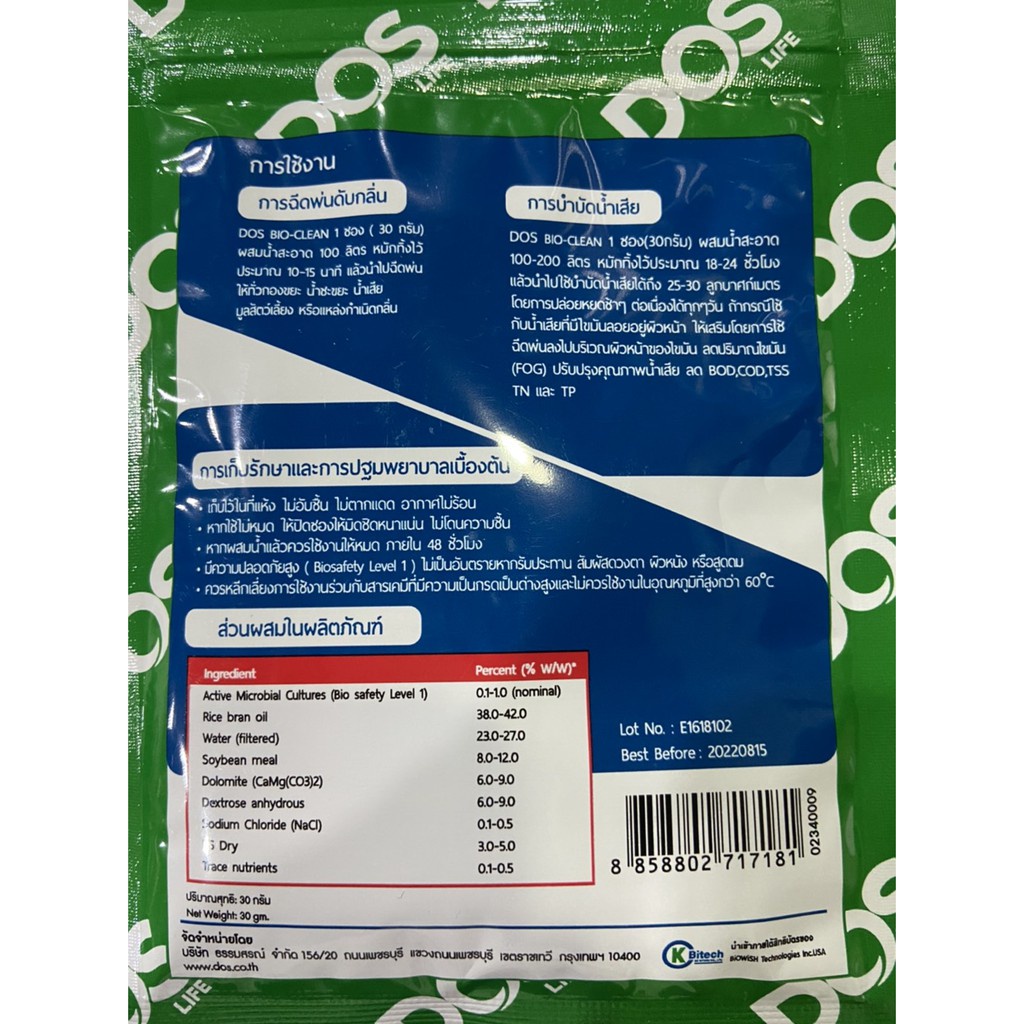 DOS
LIFE
DOS
LIFE
การใช้งาน
การฉีดพ่นดับกลิ่น
DOS BIO-CLEAN 1 ซอง ( 30 กรัม)
ผสมน้ำสะอาด 100 ลิตร หมักทิ้งไว้
ประมาณ 10-15 นาที แล้วนำไปฉีดพ่น
ให้ทั่วกองขยะ น้ำชะขยะ น้ำเสีย
มูลสัตว์เลี้ยง หรือแหล่งกำเนิดกลิ่น
การบำบัดน้ำเสีย
DOS BIO-CLEAN 1 ซอง(30กรัม) ผสมน้ำสะอาด
100-200 ลิตร หมักทิ้งไว้ประมาณ 18-24 ชั่วโมง
แล้วนำไปใช้บำบัดน้ำเสียได้ถึง 25-30 ลูกบาศก์เมตร
โดยการปล่อยหยดช้าๆ ต่อเนื่องได้ทุกๆวัน ถ้ากรณีใช้
กับน้ำเสียที่มีไขมันลอยอยู่ผิวหน้า ให้เสริมโดยการใช้
ฉีดพ่นลงไปบริเวณผิวหน้าของไขมัน ลดปริมาณไขมัน
(FOG) ปรับปรุงคุณภาพน้ำเสีย ลด BOD,COD,TSS
TN และ TP
การเก็บรักษาและการปฐมพยาบาลเบื้องต้น
• เก็บไว้ในที่แห้ง ไม่อับชื้น ไม่ตากแดด อากาศไม่ร้อน
• หากใช้ไม่หมด ให้ปิดซองให้มิดชิดหนาแน่น ไม่โดนความชื้น
• หากผสมน้ำแล้วควรใช้งานให้หมด ภายใน 48 ชั่วโมง
• มีความปลอดภัยสูง ( Biosafety Level 1 ) ไม่เป็นอันตรายหากรับประทาน สัมผัสดวงตา ผิวหนัง หรือสูดดม
• ควรหลีกเลี่ยงการใช้งานร่วมกับสารเคมีที่มีความเป็นกรดเป็นด่างสูงและไม่ควรใช้งานในอุณหภูมิที่สูงกว่า 60°C
ส่วนผสมในผลิตภัณฑ์
Ingredient Percent (% W/W)*
Active Microbial Cultures (Bio safety Level 1) 0.1-1.0 (nominal)
Rice bran oil 38.0-42.0
Water (filtered) 23.0-27.0
Soybean meal 8.0-12.0
Dolomite (CaMg(CO3)2) 6.0-9.0
Dextrose anhydrous 6.0-9.0
Sodium Chloride (NaCl) 0.1-0.5
Dry 3.0-5.0
Trace nutrients 0.1-0.5
Lot No. : E1618102
Best Before : 20220815
8 858802 717181
02340009
ปริมาณสุทธิ: 30 กรัม
Net Weight: 30 gm.
จัดจำหน่ายโดย
บริษัท ธรรมสรณ์ จำกัด 156/20 ถนนเพชรบุรี แขวงถนนเพชรบุรี เขตราชเทวี กรุงเทพฯ 10400
www.dos.co.th
K Bitech
นำเข้าภายใต้สิทธิบัตรของ
BiOWiSH Technologies Inc.USA
DOS
LIFE
DOS
LIFE